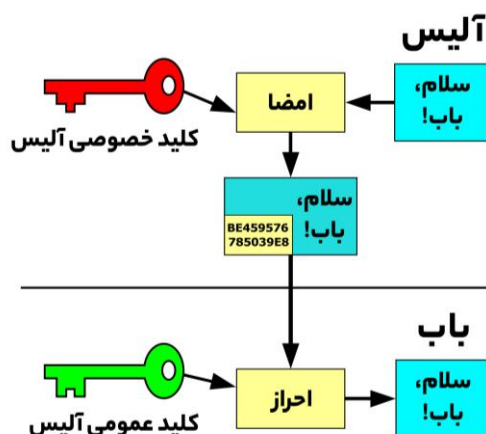 آلیس
سلام،
باب!
امضا
کلید خصوصی آلیس
سلام،
باب!
BE459576
785039E8
باب
سلام،
باب!
احراز
کلید عمومی آلیس